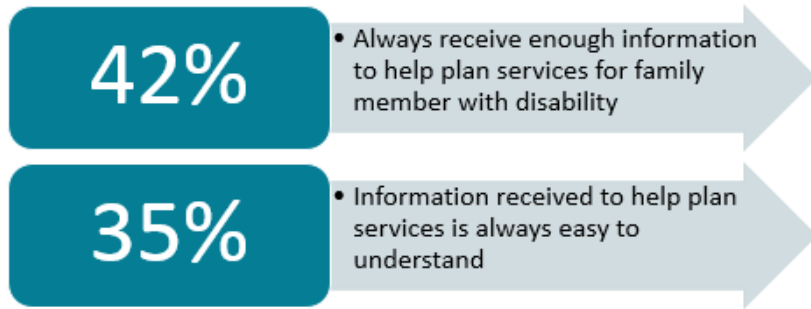 42%
• Always receive enough information
to help plan services for family
member with disability
35%
• Information received to help plan
services is always easy to
understand